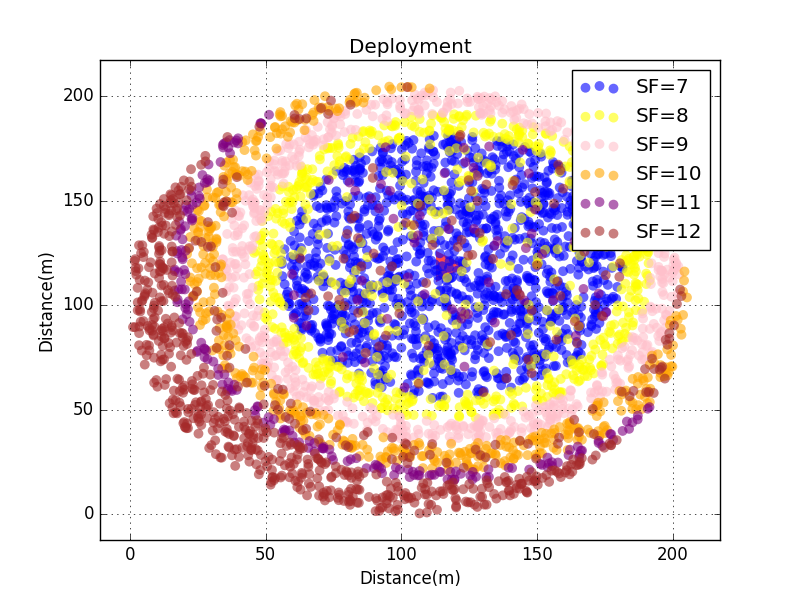 Deployment
SF=7
SF=8
SF=9
SF=10
SF=11
SF=12
200
150
100
50
0
Distance(m)
0 50 100 150 200
Distance(m)